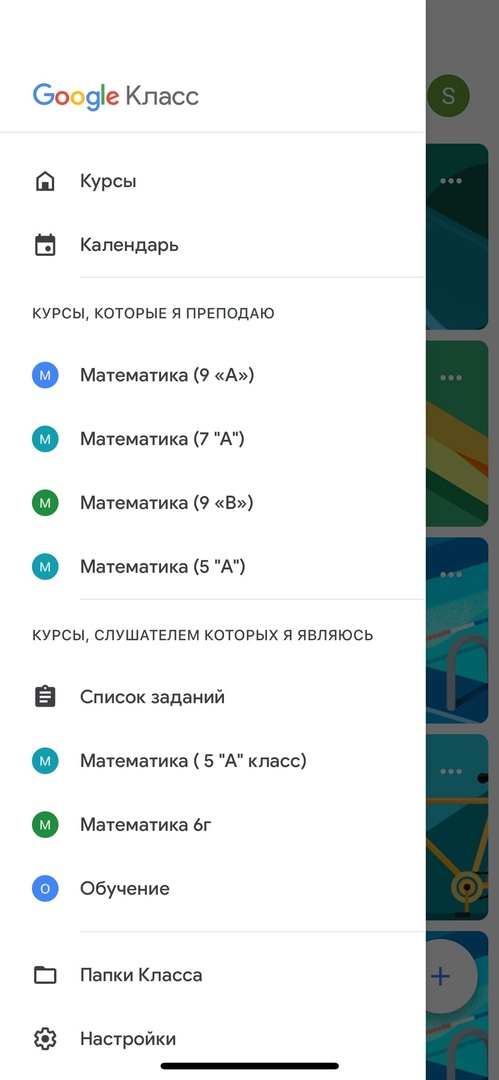 Google Класс
S
Курсы
Календарь
КУРСЫ, КОТОРЫЕ Я ПРЕПОДАЮ
М Математика (9 «А»)
М Математика (7 "А")
М Математика (9 «В»)
М Математика (5 "А")
КУРСЫ, СЛУШАТЕЛЕМ КОТОРЫХ Я ЯВЛЯЮСЬ
Список заданий
М Математика ( 5 "А" класс)
М Математика 6г
О Обучение
Папки Класса
Настройки